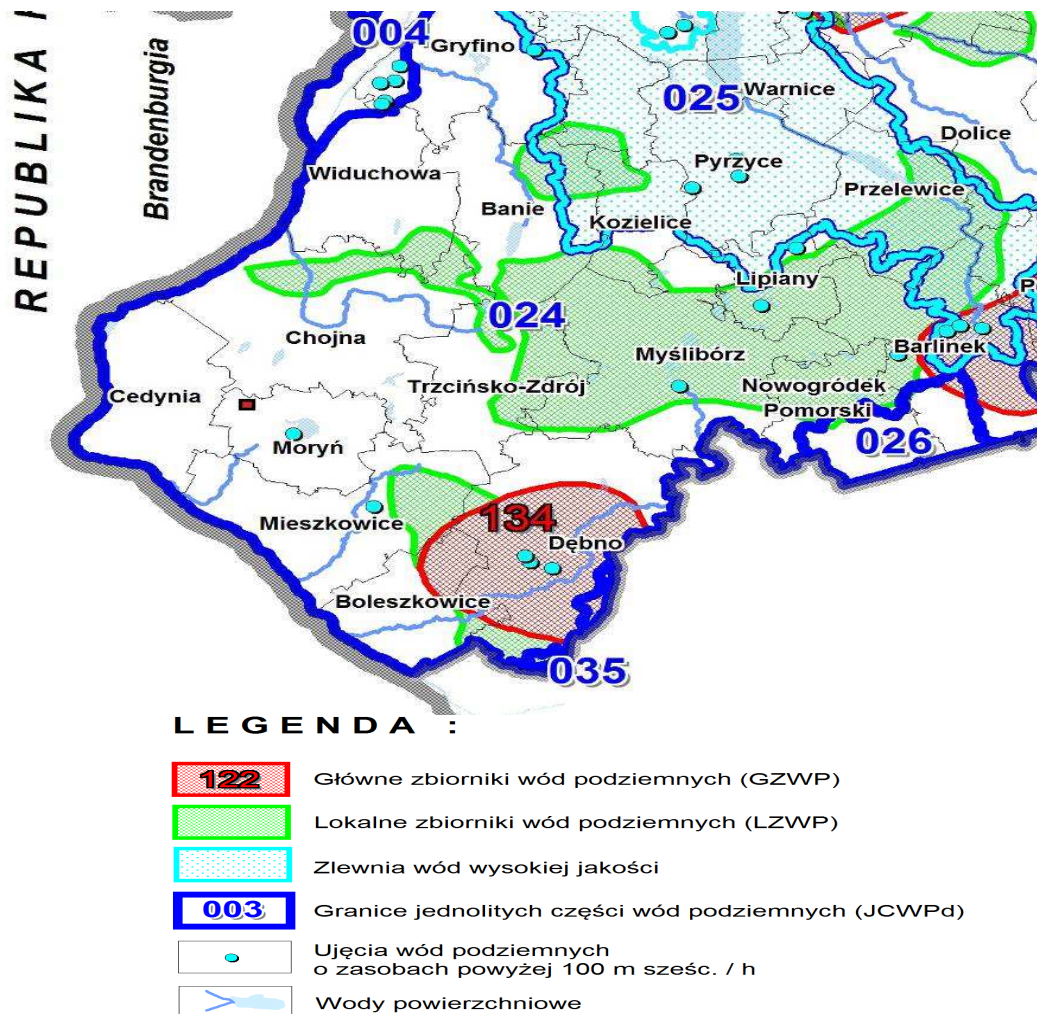 REPUBLIKA
Brandenburgia
004
Gryfino
025
Warnice
Dolice
Widuchowa
Pyrzyce
Przelewice
Banie
Kozielice
Lipiany
024
Chojna
Barlinek
Myślibórz
Cedynia
Trzcińsko-Zdrój
Nowogródek
Pomorski
026
Moryń
134
Mieszkowice
Dębno
Boleszkowice
035
LEGENDA :
122 Główne zbiorniki wód podziemnych (GZWP)
Lokalne zbiorniki wód podziemnych (LZWP)
Zlewnia wód wysokiej jakości
003 Granice jednolitych części wód podziemnych (JCWPd)
Ujęcia wód podziemnych
o zasobach powyżej 100 m sześc. / h
Wody powierzchniowe